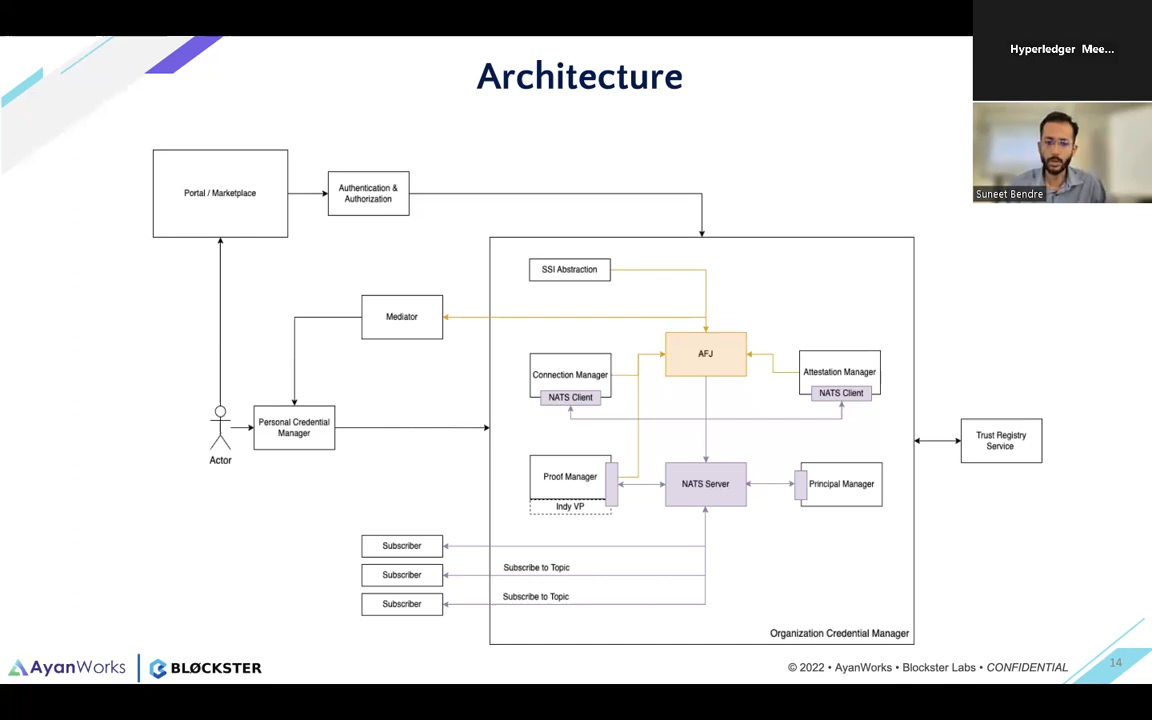 Architecture
Hyperledger Mee...
Suneet Bendre
Portal / Marketplace
Authentication &
Authorization
SSI Abstraction
Mediator
AFJ
Connection Manager
NATS Client
Attestation Manager
NATS Client
Personal Credential
Manager
Actor
Trust Registry
Service
Proof Manager
Indy VP
NATS Server
Principal Manager
Subscriber
Subscriber
Subscriber
Subscribe to Topic
Subscribe to Topic
Organization Credential Manager
AyanWorks
BLØCKSTER
© 2022 • AyanWorks • Blockster Labs • CONFIDENTIAL
14